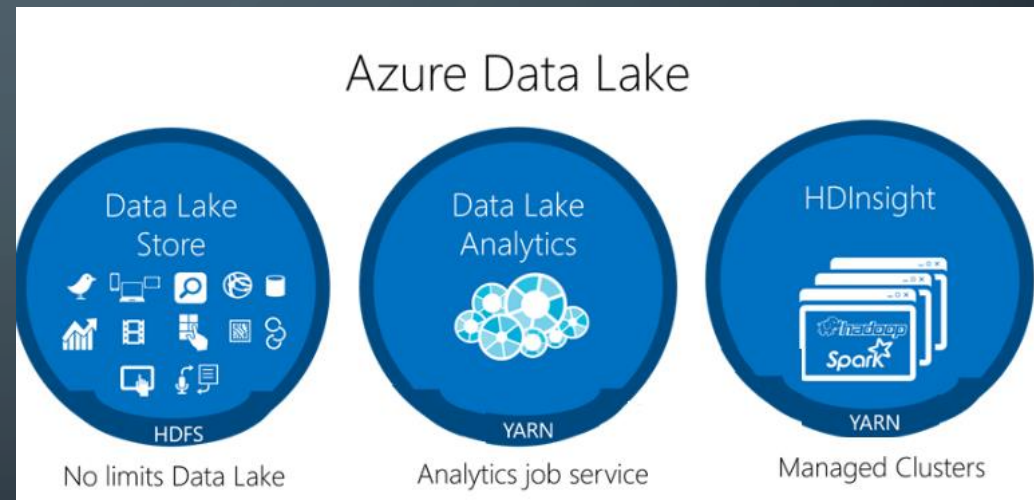 Azure Data Lake
Data Lake
Store
HDFS
No limits Data Lake
Data Lake
Analytics
YARN
Analytics job service
HDInsight
hadoop
Spark
YARN
Managed Clusters